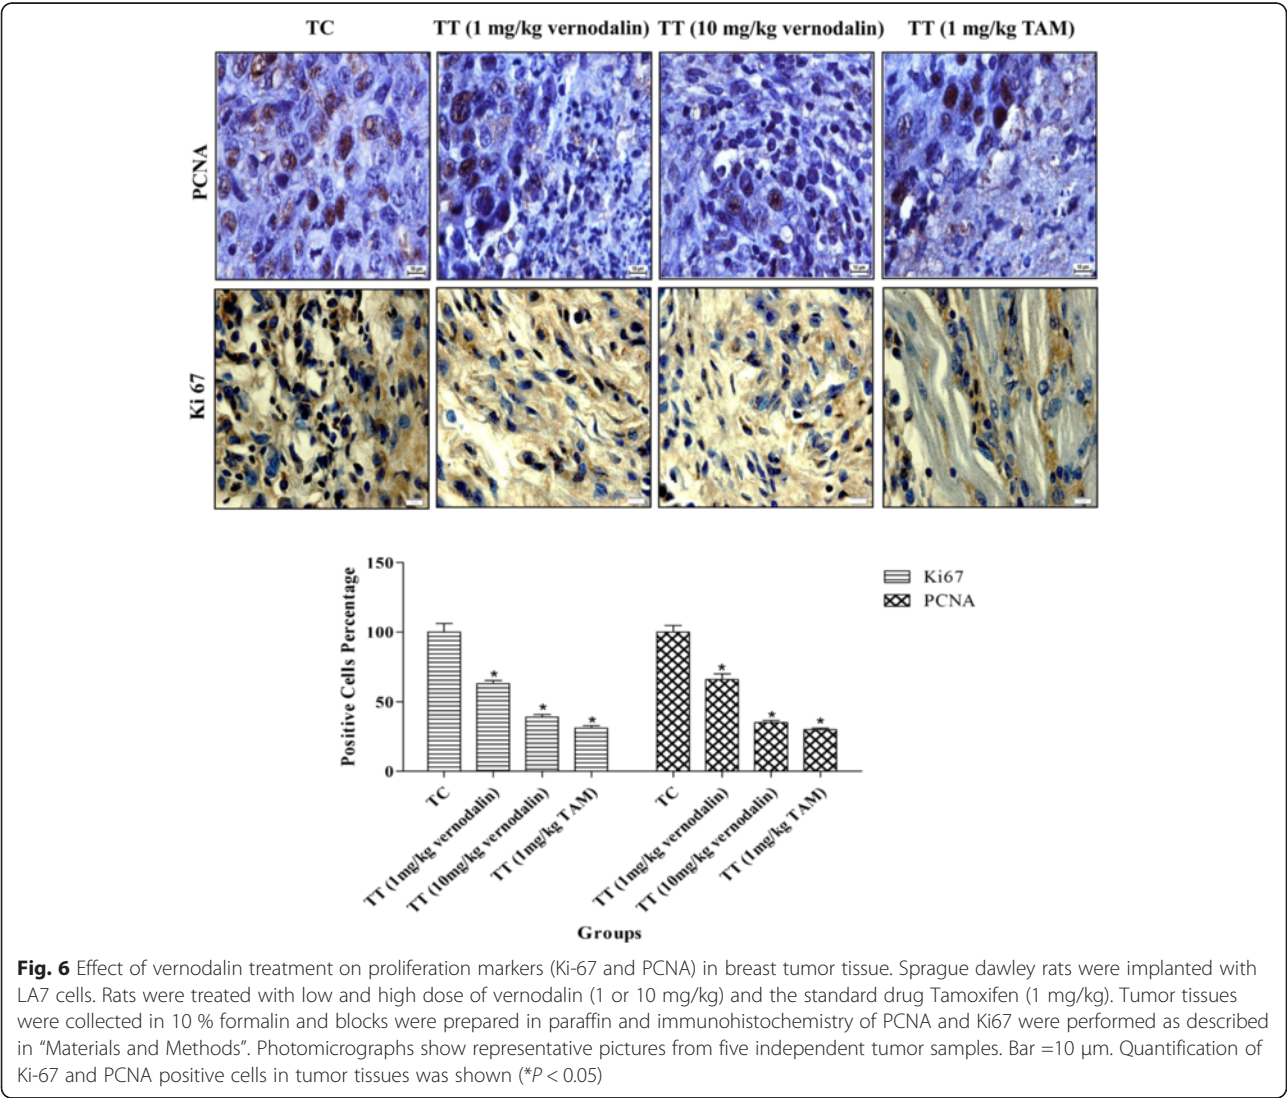 TC TT (1 mg/kg vernodalin) TT (10 mg/kg vernodalin) TT (1 mg/kg TAM)
PCNA
10 µm 10 µm 10 µm 10 µm
Ki 67
Positive Cells Percentage
150
100
50
0
* * * * * *
Ki67
PCNA
TC
TT (1mg/kg vernodalin)
TT (10mg/kg vernodalin)
TT (1mg/kg TAM)
TC
TT (1mg/kg vernodalin)
TT (10mg/kg vernodalin)
TT (1mg/kg TAM)
Groups
Fig. 6 Effect of vernodalin treatment on proliferation markers (Ki-67 and PCNA) in breast tumor tissue. Sprague dawley rats were implanted with
LA7 cells. Rats were treated with low and high dose of vernodalin (1 or 10 mg/kg) and the standard drug Tamoxifen (1 mg/kg). Tumor tissues
were collected in 10 % formalin and blocks were prepared in paraffin and immunohistochemistry of PCNA and Ki67 were performed as described
in “Materials and Methods”. Photomicrographs show representative pictures from five independent tumor samples. Bar =10 µm. Quantification of
Ki-67 and PCNA positive cells in tumor tissues was shown (*P < 0.05)